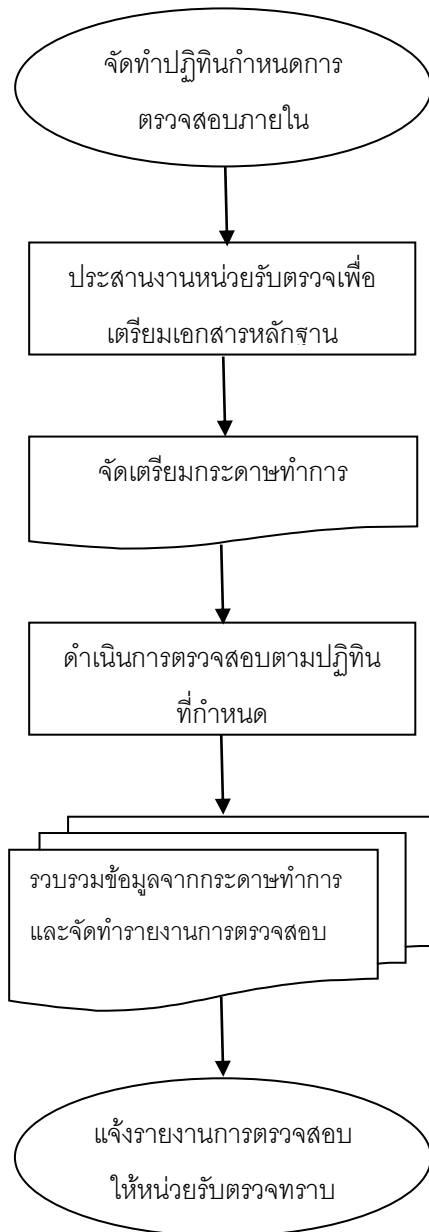 จัดทำปฏิทินกำหนดการ
ตรวจสอบภายใน
ประสานงานหน่วยรับตรวจเพื่อ
เตรียมเอกสารหลักฐาน
จัดเตรียมกระดาษทำการ
ดำเนินการตรวจสอบตามปฏิทิน
ที่กำหนด
รวบรวมข้อมูลจากกระดาษทำการ
และจัดทำรายงานการตรวจสอบ
แจ้งรายงานการตรวจสอบ
ให้หน่วยรับตรวจทราบ